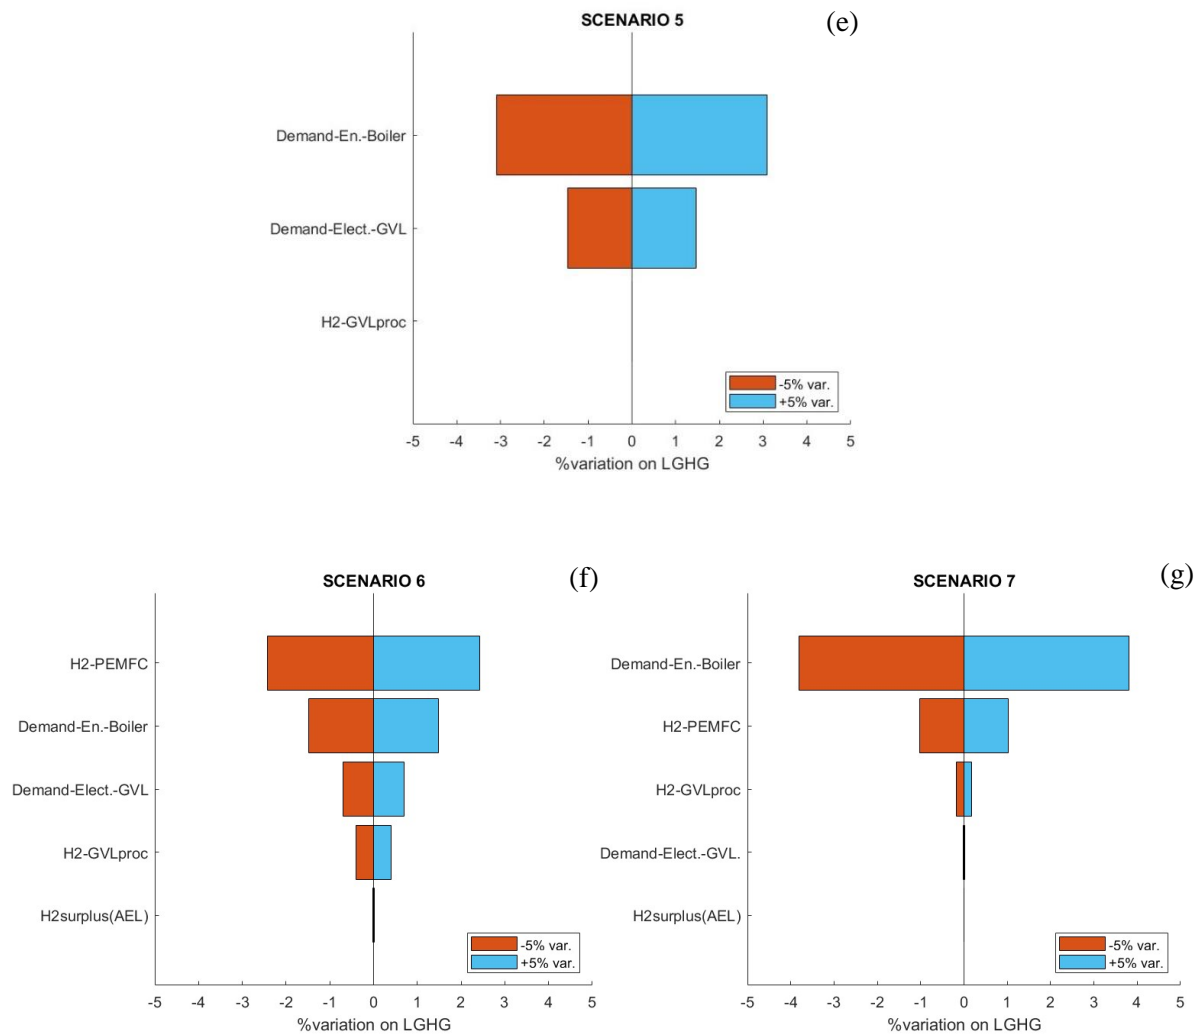 SCENARIO 5
(e)
Demand-En.-Boiler
Demand-Elect.-GVL
H2-GVLproc
-5% var.
+5% var.
-5 -4 -3 -2 -1 0 1 2 3 4 5
%variation on LGHG
SCENARIO 6
(f)
H2-PEMFC
Demand-En.-Boiler
Demand-Elect.-GVL
H2-GVLproc
H2surplus(AEL)
-5% var.
+5% var.
-5 -4 -3 -2 -1 0 1 2 3 4 5
%variation on LGHG
SCENARIO 7
(g)
Demand-En.-Boiler
H2-PEMFC
H2-GVLproc
Demand-Elect.-GVL.
H2surplus(AEL)
-5% var.
+5% var.
-5 -4 -3 -2 -1 0 1 2 3 4 5
%variation on LGHG